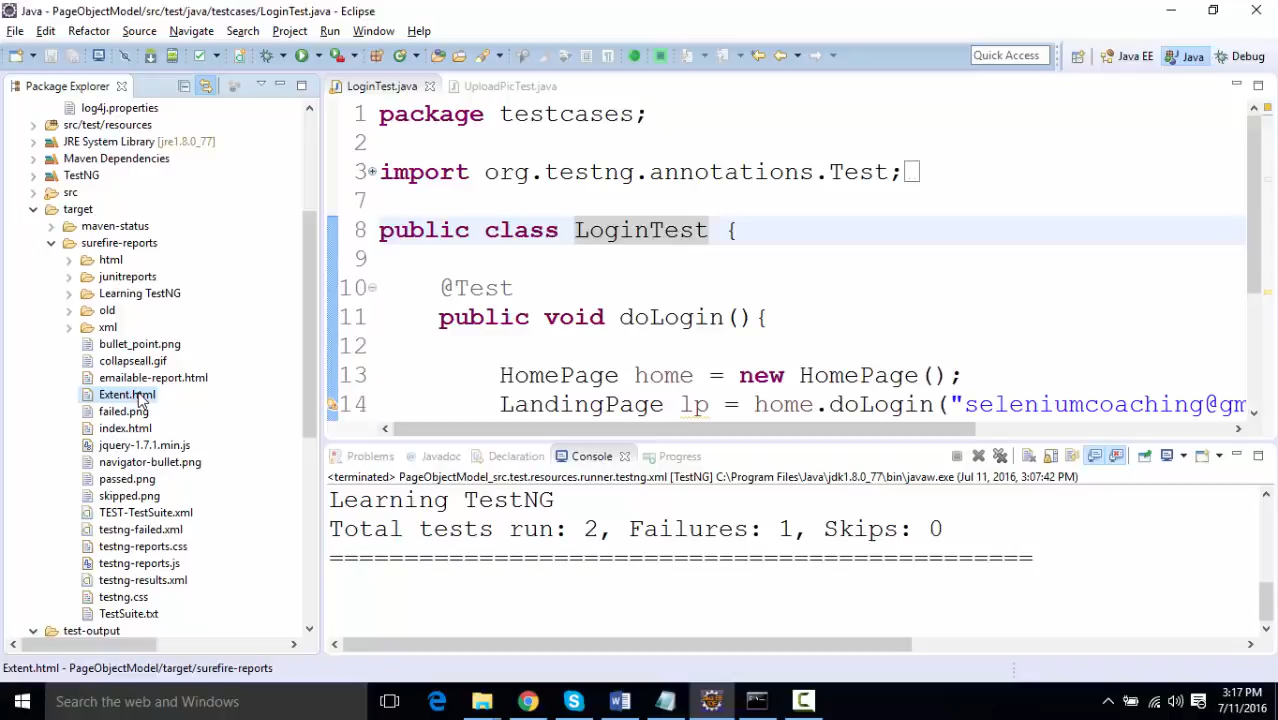 Java - PageObjectModel/src/test/java/testcases/LoginTest.java - Eclipse
File Edit Refactor Source Navigate Search Project Run Window Help
Quick Access
Java EE
Java
Debug
Package Explorer
log4j.properties
src/test/resources
JRE System Library [jre1.8.0_77]
Maven Dependencies
TestNG
src
target
maven-status
surefire-reports
html
junitreports
Learning TestNG
old
xml
bullet_point.png
collapseall.gif
emailable-report.html
Extent.html
failed.png
index.html
jquery-1.7.1.min.js
navigator-bullet.png
passed.png
skipped.png
TEST-TestSuite.xml
testng-failed.xml
testng-reports.css
testng-reports.js
testng-results.xml
testng.css
TestSuite.txt
test-output
LoginTest.java
UploadPicTest.java
1 package testcases;
2
3 import org.testng.annotations.Test;
7
8 public class LoginTest {
9
10 @Test
11 public void doLogin(){
12
13 HomePage home = new HomePage();
14 LandingPage lp = home.doLogin("seleniumcoaching@gm
Problems Javadoc Declaration Console Progress
<terminated> PageObjectModel_src.test.resources.runner.testng.xml [TestNG] C:\Program Files\Java\jdk1.8.0_77\bin\javaw.exe (Jul 11, 2016, 3:07:42 PM)
Learning TestNG
Total tests run: 2, Failures: 1, Skips: 0
===============================================
Extent.html - PageObjectModel/target/surefire-reports
Search the web and Windows
3:17 PM
7/11/2016